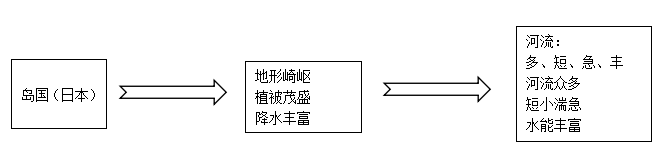 岛国（日本）
地形崎岖
植被茂盛
降水丰富
河流：
多、短、急、丰
河流众多
短小湍急
水能丰富